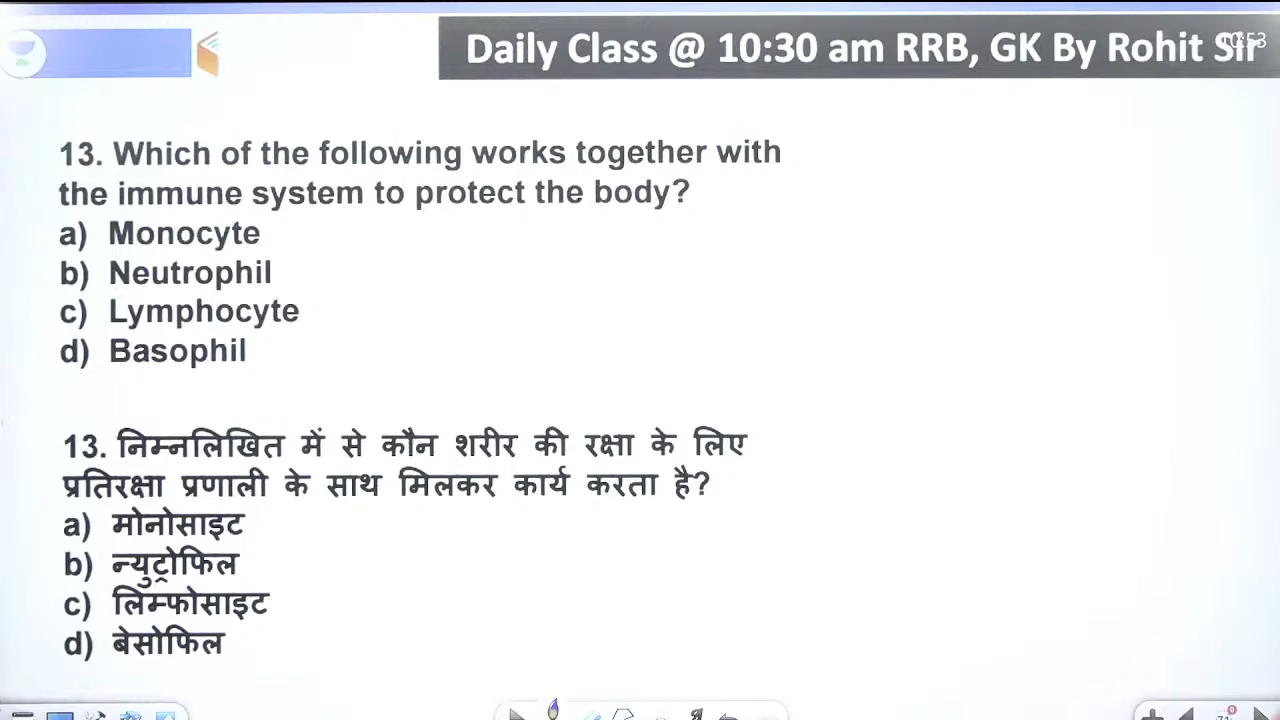 Daily Class @ 10:30 am RRB, GK By Rohit Sir
10:53
13. Which of the following works together with
the immune system to protect the body?
a) Monocyte
b) Neutrophil
c) Lymphocyte
d) Basophil
13. निम्नलिखित में से कौन शरीर की रक्षा के लिए
प्रतिरक्षा प्रणाली के साथ मिलकर कार्य करता है?
a) मोनोसाइट
b) न्युट्रोफिल
c) लिम्फोसाइट
d) बेसोफिल